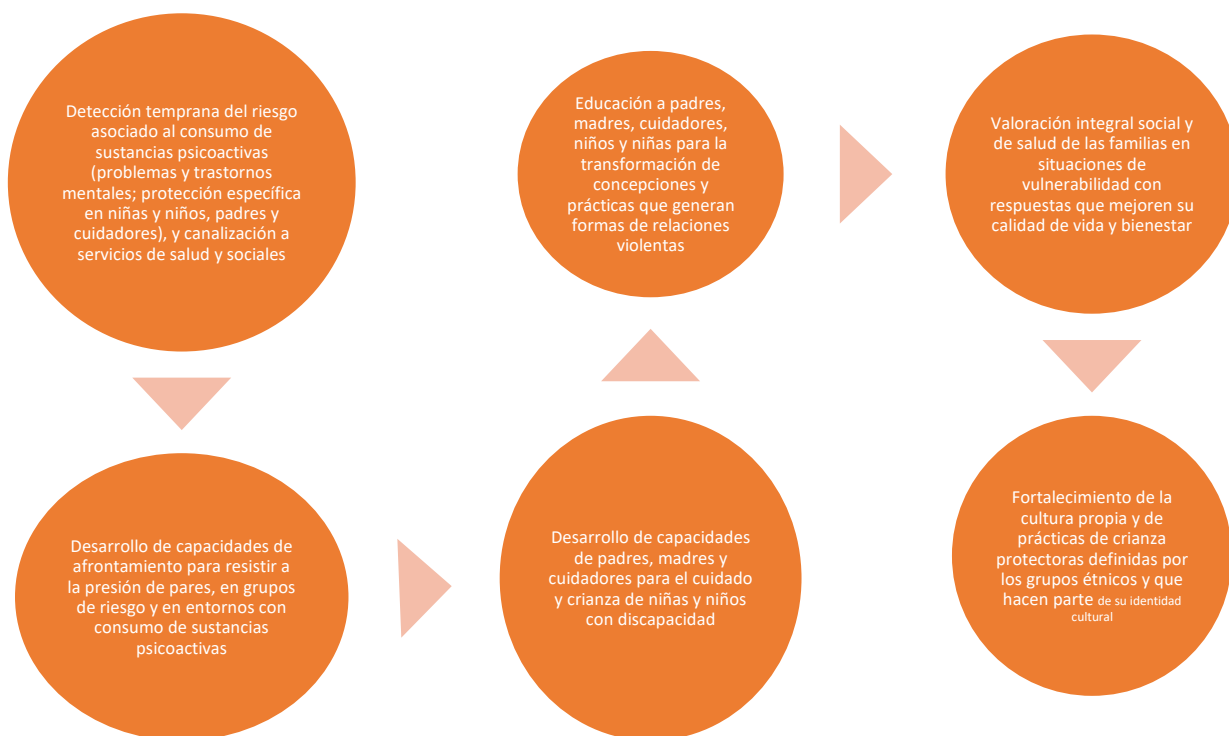 Detección temprana del riesgo
asociado al consumo de
sustancias psicoactivas
(problemas y trastornos
mentales; protección específica
en niñas y niños, padres y
cuidadores), y canalización a
servicios de salud y sociales
Desarrollo de capacidades de
afrontamiento para resistir a
la presión de pares, en grupos
de riesgo y en entornos con
consumo de sustancias
psicoactivas
Desarrollo de capacidades
de padres, madres y
cuidadores para el cuidado
y crianza de niñas y niños
con discapacidad
Educación a padres,
madres, cuidadores,
niños y niñas para la
transformación de
concepciones y
prácticas que generan
formas de relaciones
violentas
Valoración integral social y
de salud de las familias en
situaciones de
vulnerabilidad con
respuestas que mejoren su
calidad de vida y bienestar
Fortalecimiento de la
cultura propia y de
prácticas de crianza
protectoras definidas por
los grupos étnicos y que
hacen parte de su identidad
cultural